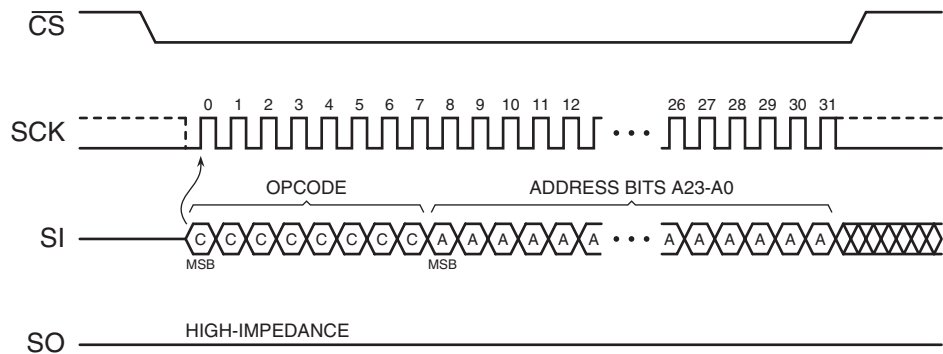 CS
0 1 2 3 4 5 6 7 8 9 10 11 12 26 27 28 29 30 31
SCK
OPCODE ADDRESS BITS A23-A0
SI C C C C C C C C A A A A A A A A A A A A
MSB MSB
HIGH-IMPEDANCE
SO